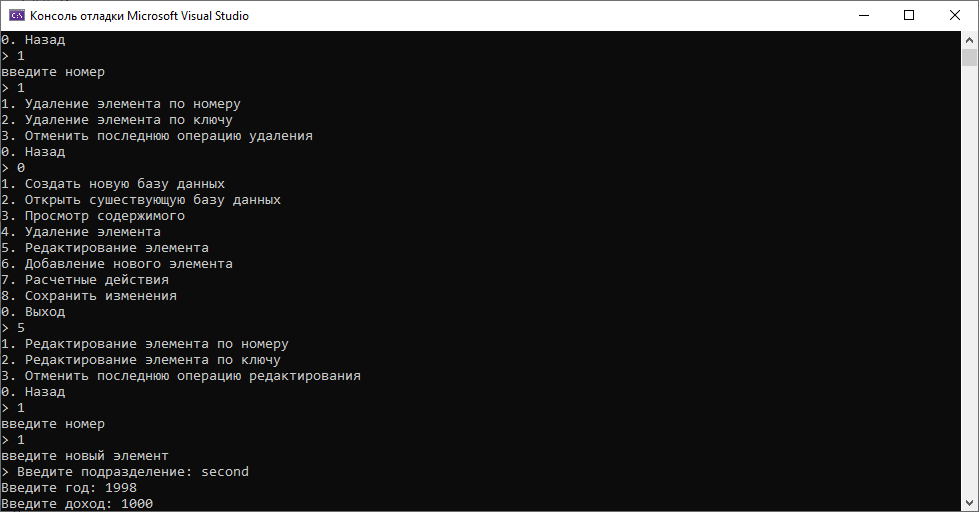 Консоль отладки Microsoft Visual Studio
0. Назад
> 1
введите номер
> 1
1. Удаление элемента по номеру
2. Удаление элемента по ключу
3. Отменить последнюю операцию удаления
0. Назад
> 0
1. Создать новую базу данных
2. Открыть сушествующую базу данных
3. Просмотр содержимого
4. Удаление элемента
5. Редактирование элемента
6. Добавление нового элемента
7. Расчетные действия
8. Сохранить изменения
0. Выход
> 5
1. Редактирование элемента по номеру
2. Редактирование элемента по ключу
3. Отменить последнюю операцию редактирования
0. Назад
> 1
введите номер
> 1
введите новый элемент
> Введите подразделение: second
Введите год: 1998
Введите доход: 1000